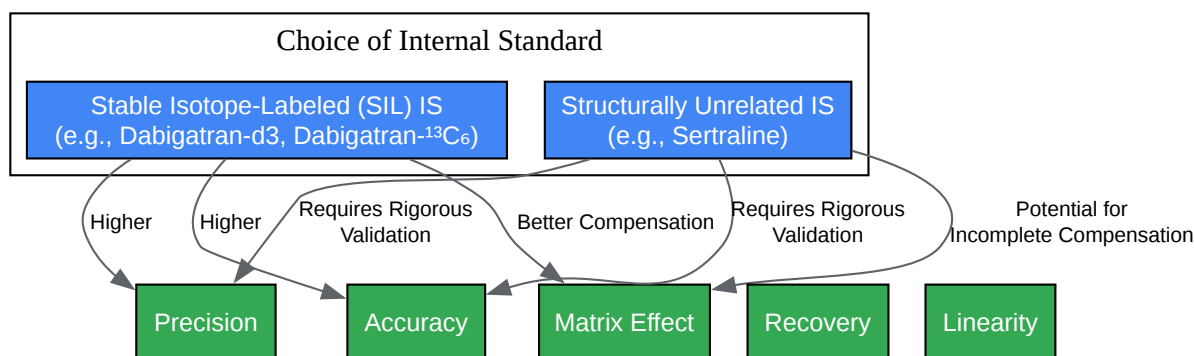 Choice of Internal Standard
Stable Isotope-Labeled (SIL) IS
(e.g., Dabigatran-d3, Dabigatran-¹³C₆)
Structurally Unrelated IS
(e.g., Sertraline)
Higher
Higher
Requires Rigorous
Validation
Better Compensation
Requires Rigorous
Validation
Potential for
Incomplete Compensation
Precision
Accuracy
Matrix Effect
Recovery
Linearity